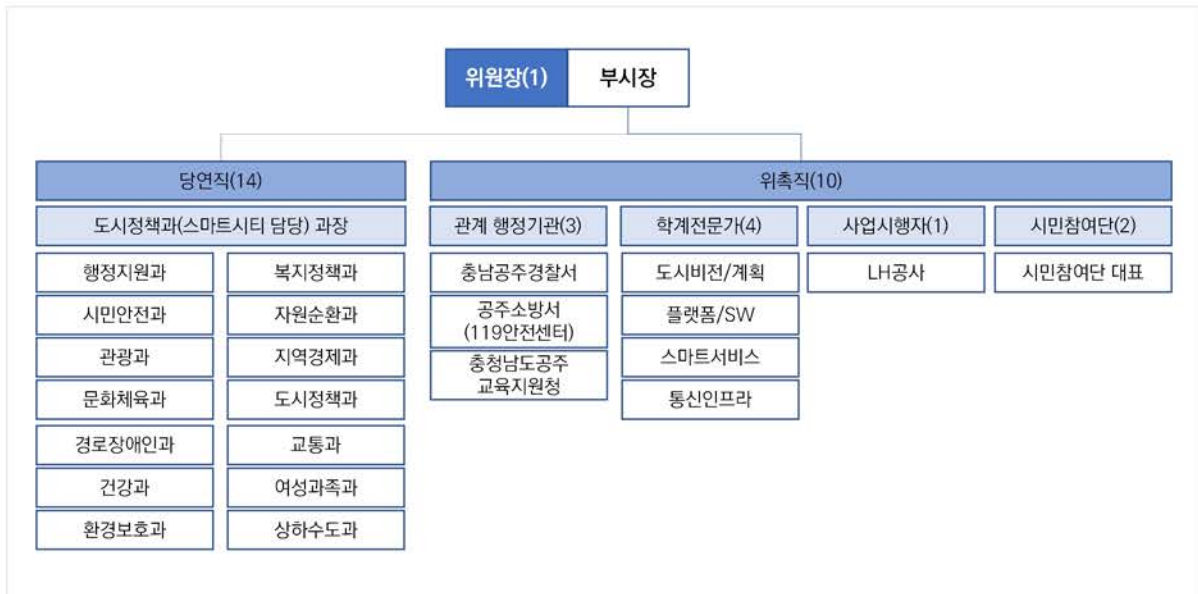 위원장(1) 부시장
당연직(14)
도시정책과(스마트시티 담당) 과장
행정지원과 복지정책과
시민안전과 자원순환과
관광과 지역경제과
문화체육과 도시정책과
경로장애인과 교통과
건강과 여성과족과
환경보호과 상하수도과
위촉직(10)
관계 행정기관(3)
충남공주경찰서
공주소방서
(119안전센터)
충청남도공주
교육지원청
학계전문가(4)
도시비전/계획
플랫폼/SW
스마트서비스
통신인프라
사업시행자(1)
LH공사
시민참여단(2)
시민참여단 대표